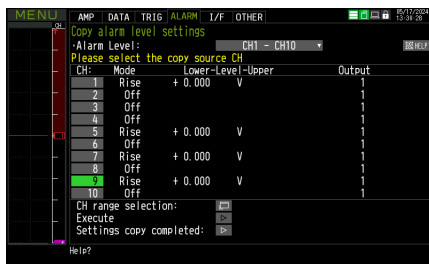 MENU AMP DATA TRIG ALARM I/F OTHER 05/17/2024
13:30:28
CH
Copy alarm level settings
·Alarm Level: CH1 - CH10 HELP
Please select the copy source CH
CH: Mode Lower-Level-Upper Output
1 Rise + 0.000 V 1
2 Off 1
3 Off 1
4 Off 1
5 Rise + 0.000 V 1
6 Off 1
7 Rise + 0.000 V 1
8 Off 1
9 Rise + 0.000 V 1
10 Off 1
CH range selection:
Execute
Settings copy completed:
Help?